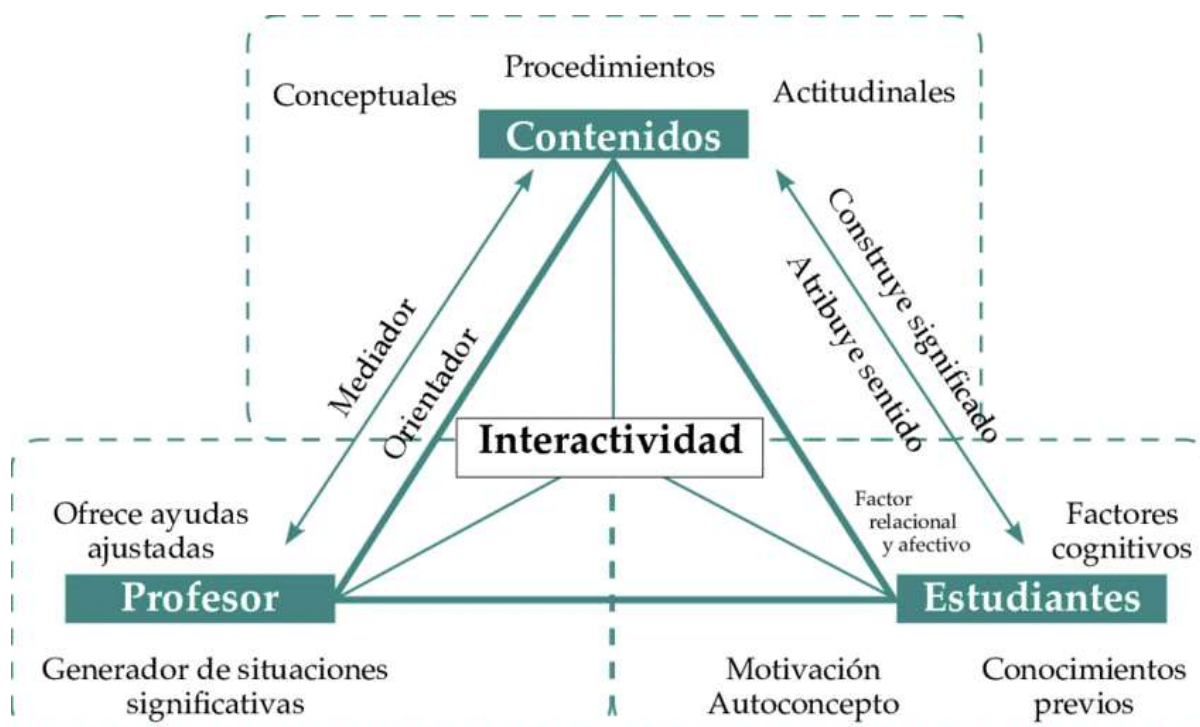 Procedimientos
Conceptuales
Actitudinales
Contenidos
Mediador
Orientador
Construye significado
Atribuye sentido
Interactividad
Ofrece ayudas
ajustadas
Factor
relacional
y afectivo
Factores
cognitivos
Profesor
Estudiantes
Generador de situaciones
significativas
Motivación
Autoconcepto
Conocimientos
previos